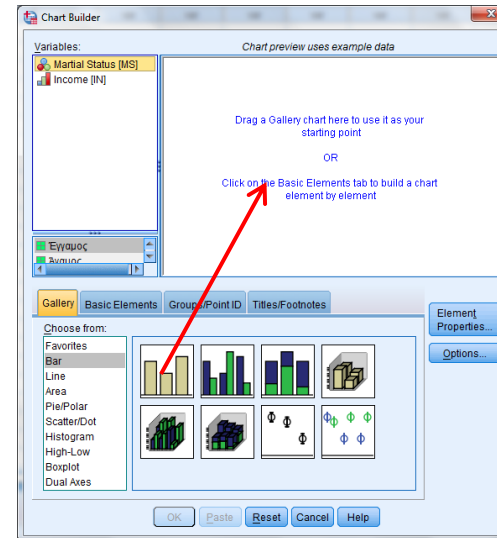 Chart Builder
Variables:
Chart preview uses example data
Martial Status [MS]
Income [IN]
Drag a Gallery chart here to use it as your
starting point
OR
Click on the Basic Elements tab to build a chart
element by element
Έγγαμος
Άγαμος
Gallery
Basic Elements
Groups/Point ID
Titles/Footnotes
Choose from:
Favorites
Bar
Line
Area
Pie/Polar
Scatter/Dot
Histogram
High-Low
Boxplot
Dual Axes
Element
Properties...
Options...
OK
Paste
Reset
Cancel
Help